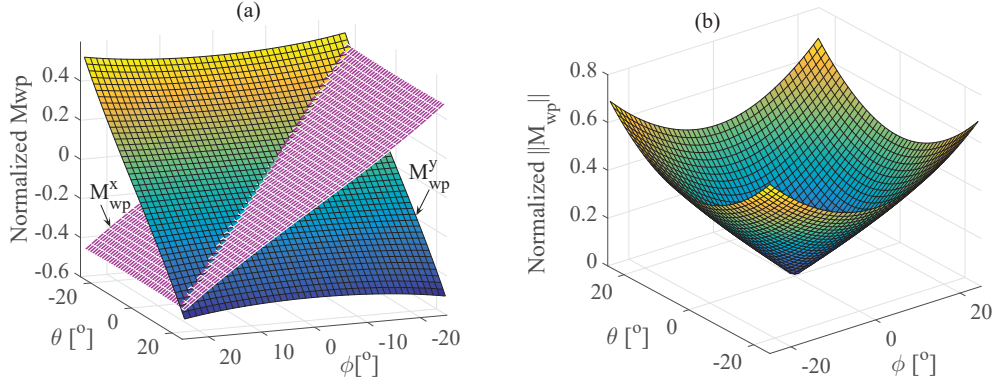 (a)
Normalized Mwp
0.4
0.2
0
-0.2
-0.4
-0.6
M^x_wp
M^y_wp
-20
0
20
θ [º]
20
10
0
-10
-20
ϕ[º]
(b)
Normalized ||M_wp||
0.8
0.6
0.4
0.2
0
20
0
-20
θ [º]
-20
0
20
ϕ [º]